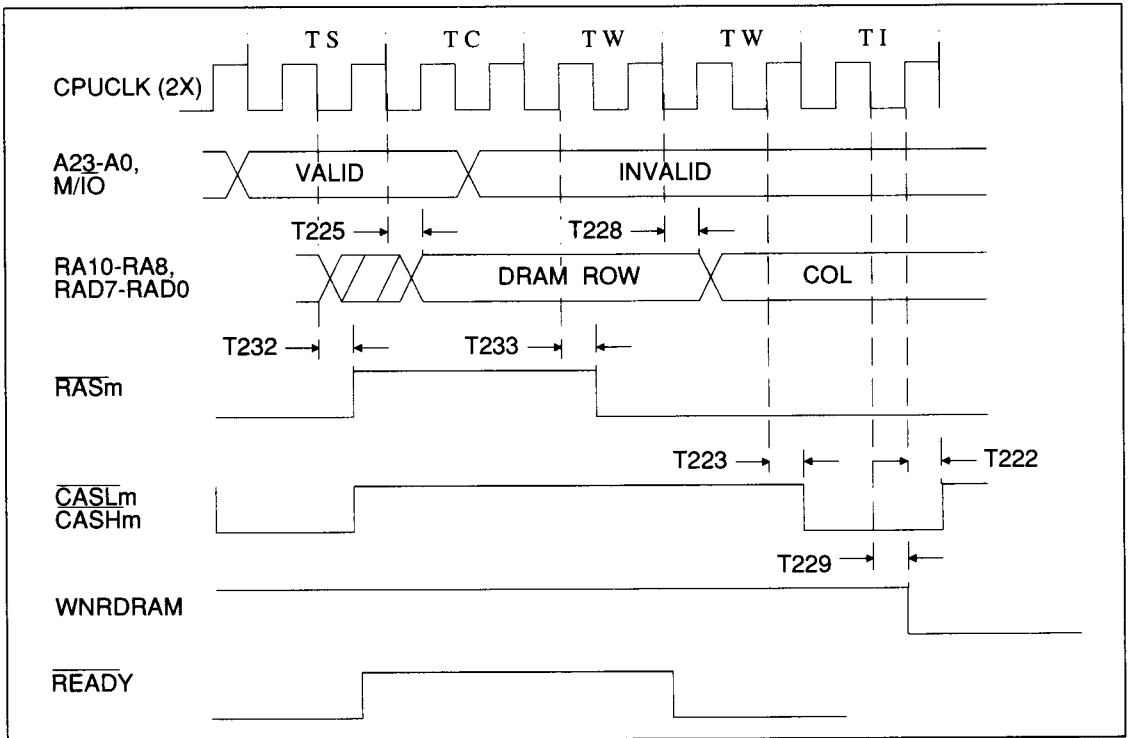 TS TC TW TW TI
CPUCLK (2X)
A23-A0,
M/IO
VALID INVALID
T225 T228
RA10-RA8,
RAD7-RAD0
DRAM ROW COL
T232 T233
RASm
T223 T222
CASLm
CASHm
T229
WNRDRAM
READY